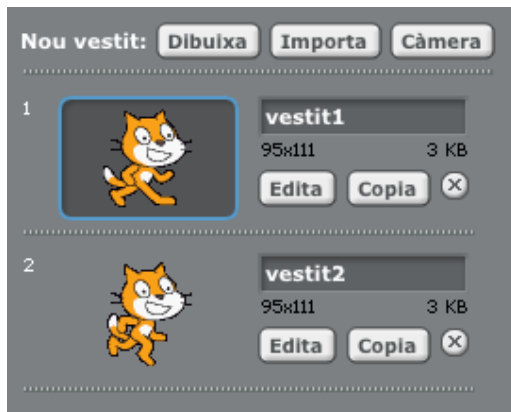 Nou vestit: Dibuixa Importa Càmera
1
vestit1
95x111 3 KB
Edita Copia
2
vestit2
95x111 3 KB
Edita Copia